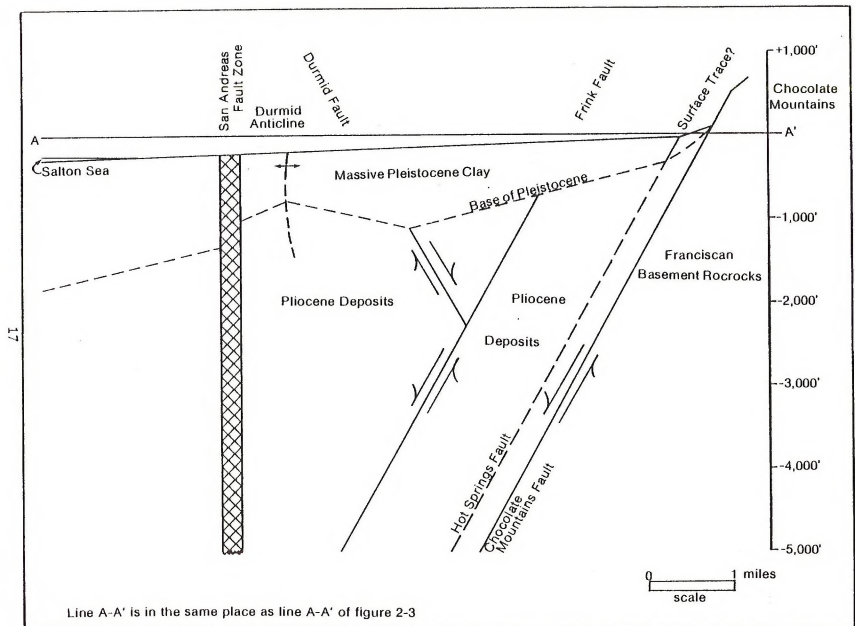 San Andreas
Fault Zone
Durmid
Anticline
Durmid Fault
Frink Fault
Surface Trace?
+1,000'
Chocolate
Mountains
A
A'
Salton Sea
Massive Pleistocene Clay
Base of Pleistocene
-1,000'
Franciscan
Basement Rocrocks
Pliocene Deposits
Pliocene
Deposits
-2,000'
-3,000'
Hot Springs Fault
Chocolate
Mountains Fault
-4,000'
-5,000'
0 1 miles
scale
Line A-A' is in the same place as line A-A' of figure 2-3
17